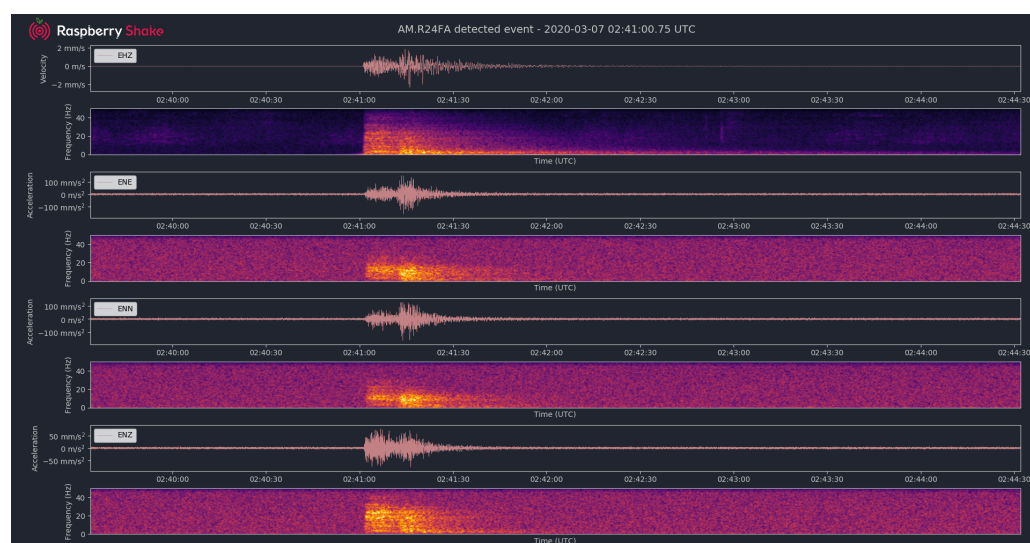 Raspberry Shake
AM.R24FA detected event - 2020-03-07 02:41:00.75 UTC
Velocity
2 mm/s
0 m/s
−2 mm/s
EHZ
02:40:00 02:40:30 02:41:00 02:41:30 02:42:00 02:42:30 02:43:00 02:43:30 02:44:00 02:44:30
Frequency (Hz)
40
20
0
Time (UTC)
Acceleration
100 mm/s²
0 m/s²
−100 mm/s²
ENE
02:40:00 02:40:30 02:41:00 02:41:30 02:42:00 02:42:30 02:43:00 02:43:30 02:44:00 02:44:30
Frequency (Hz)
40
20
0
Time (UTC)
Acceleration
100 mm/s²
0 m/s²
−100 mm/s²
ENN
02:40:00 02:40:30 02:41:00 02:41:30 02:42:00 02:42:30 02:43:00 02:43:30 02:44:00 02:44:30
Frequency (Hz)
40
20
0
Time (UTC)
Acceleration
50 mm/s²
0 m/s²
−50 mm/s²
ENZ
02:40:00 02:40:30 02:41:00 02:41:30 02:42:00 02:42:30 02:43:00 02:43:30 02:44:00 02:44:30
Frequency (Hz)
40
20
0
Time (UTC)